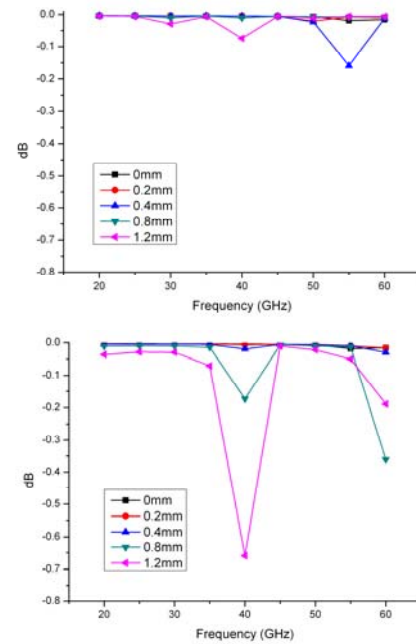 0.0
-0.1
-0.2
-0.3
-0.4
-0.5
-0.6
-0.7
-0.8
dB
0mm
0.2mm
0.4mm
0.8mm
1.2mm
20 30 40 50 60
Frequency (GHz)
0.0
-0.1
-0.2
-0.3
-0.4
-0.5
-0.6
-0.7
-0.8
dB
0mm
0.2mm
0.4mm
0.8mm
1.2mm
20 30 40 50 60
Frequency (GHz)